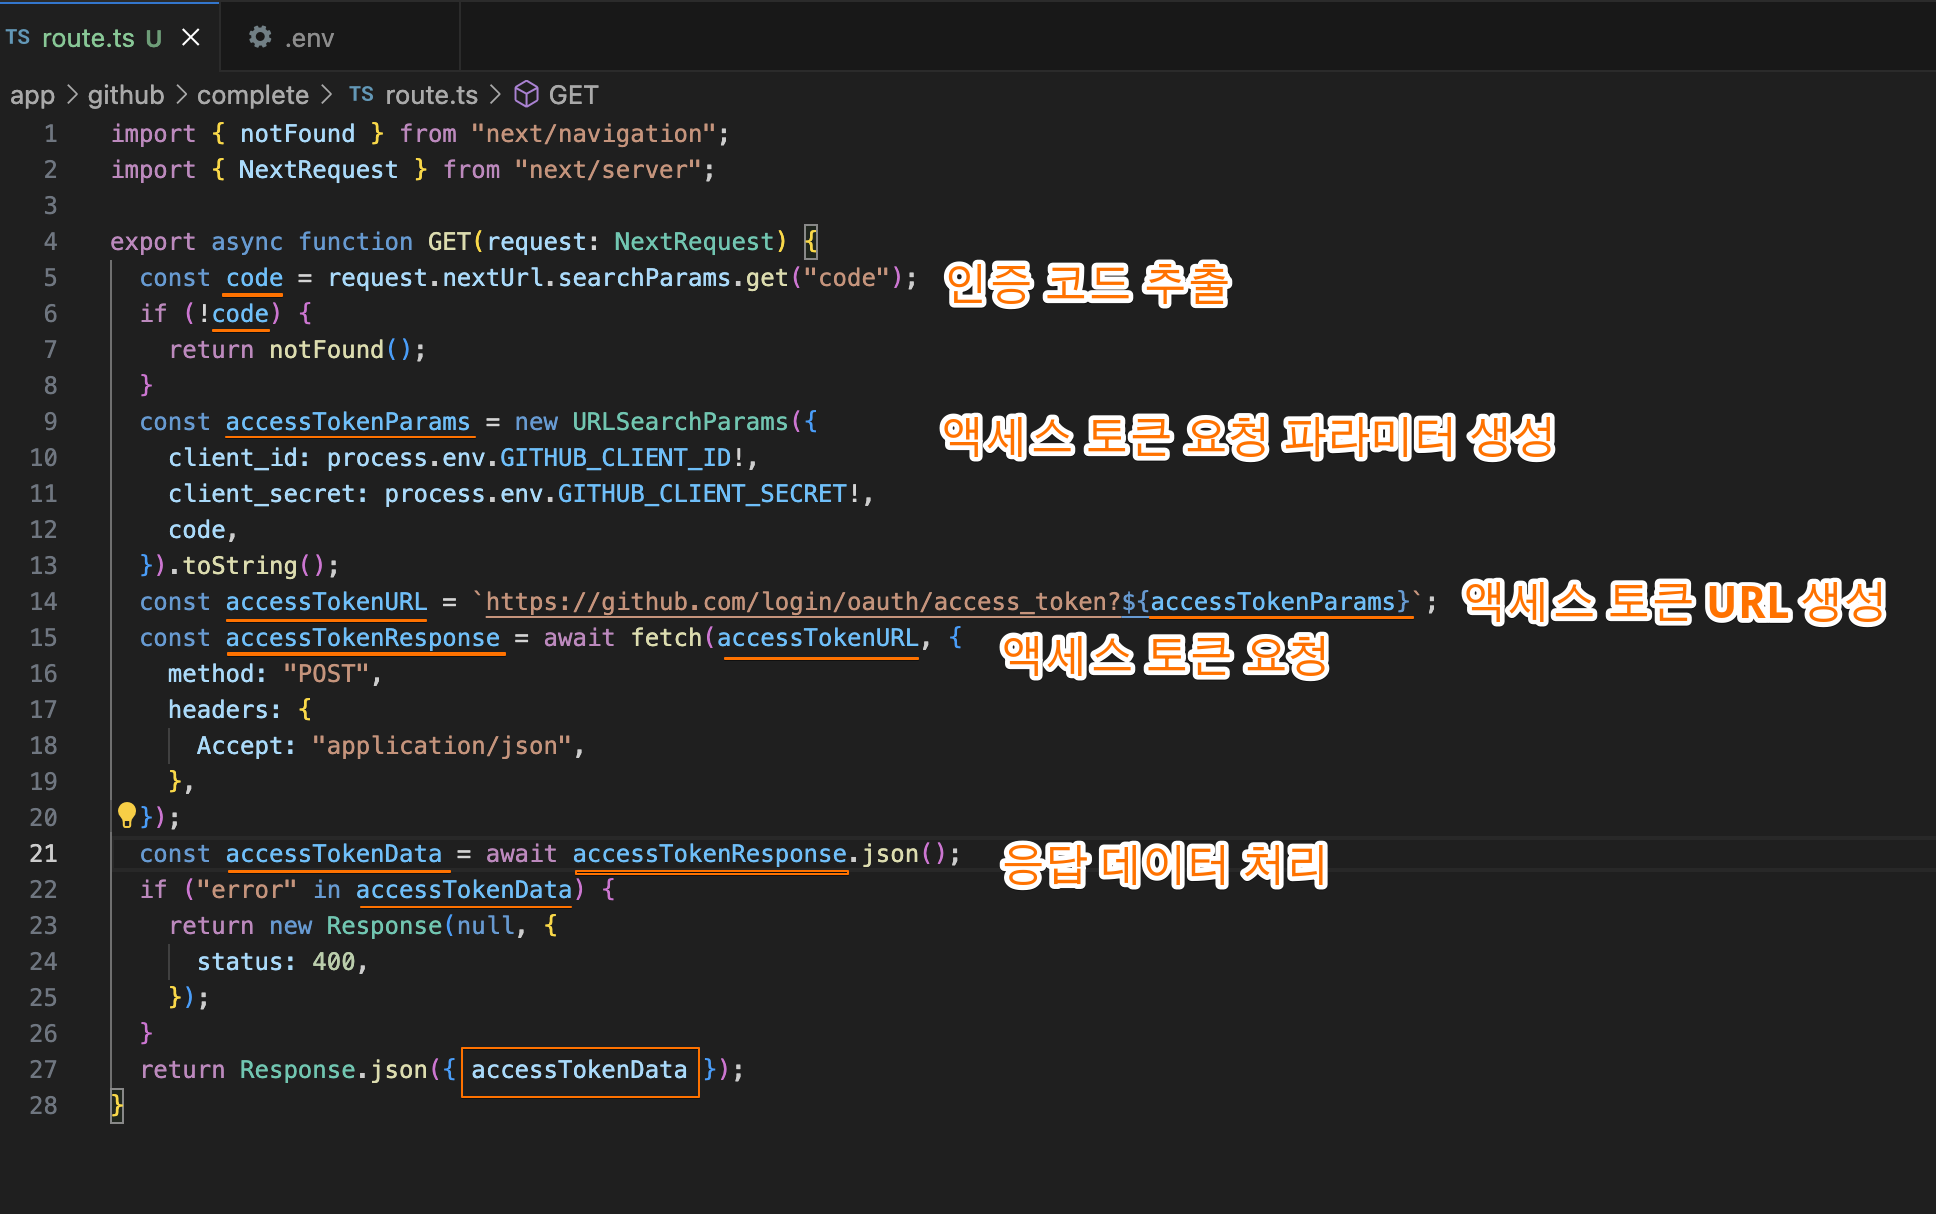 TS route.ts U × .env
app > github > complete > TS route.ts > GET
1 import { notFound } from "next/navigation";
2 import { NextRequest } from "next/server";
3
4 export async function GET(request: NextRequest) {
5 const code = request.nextUrl.searchParams.get("code"); 인증 코드 추출
6 if (!code) {
7 return notFound();
8 }
9 const accessTokenParams = new URLSearchParams({ 액세스 토큰 요청 파라미터 생성
10 client_id: process.env.GITHUB_CLIENT_ID!,
11 client_secret: process.env.GITHUB_CLIENT_SECRET!,
12 code,
13 }).toString();
14 const accessTokenURL = `https://github.com/login/oauth/access_token?${accessTokenParams}`; 액세스 토큰 URL 생성
15 const accessTokenResponse = await fetch(accessTokenURL, { 액세스 토큰 요청
16 method: "POST",
17 headers: {
18 Accept: "application/json",
19 },
20 });
21 const accessTokenData = await accessTokenResponse.json(); 응답 데이터 처리
22 if ("error" in accessTokenData) {
23 return new Response(null, {
24 status: 400,
25 });
26 }
27 return Response.json({ accessTokenData });
28 }